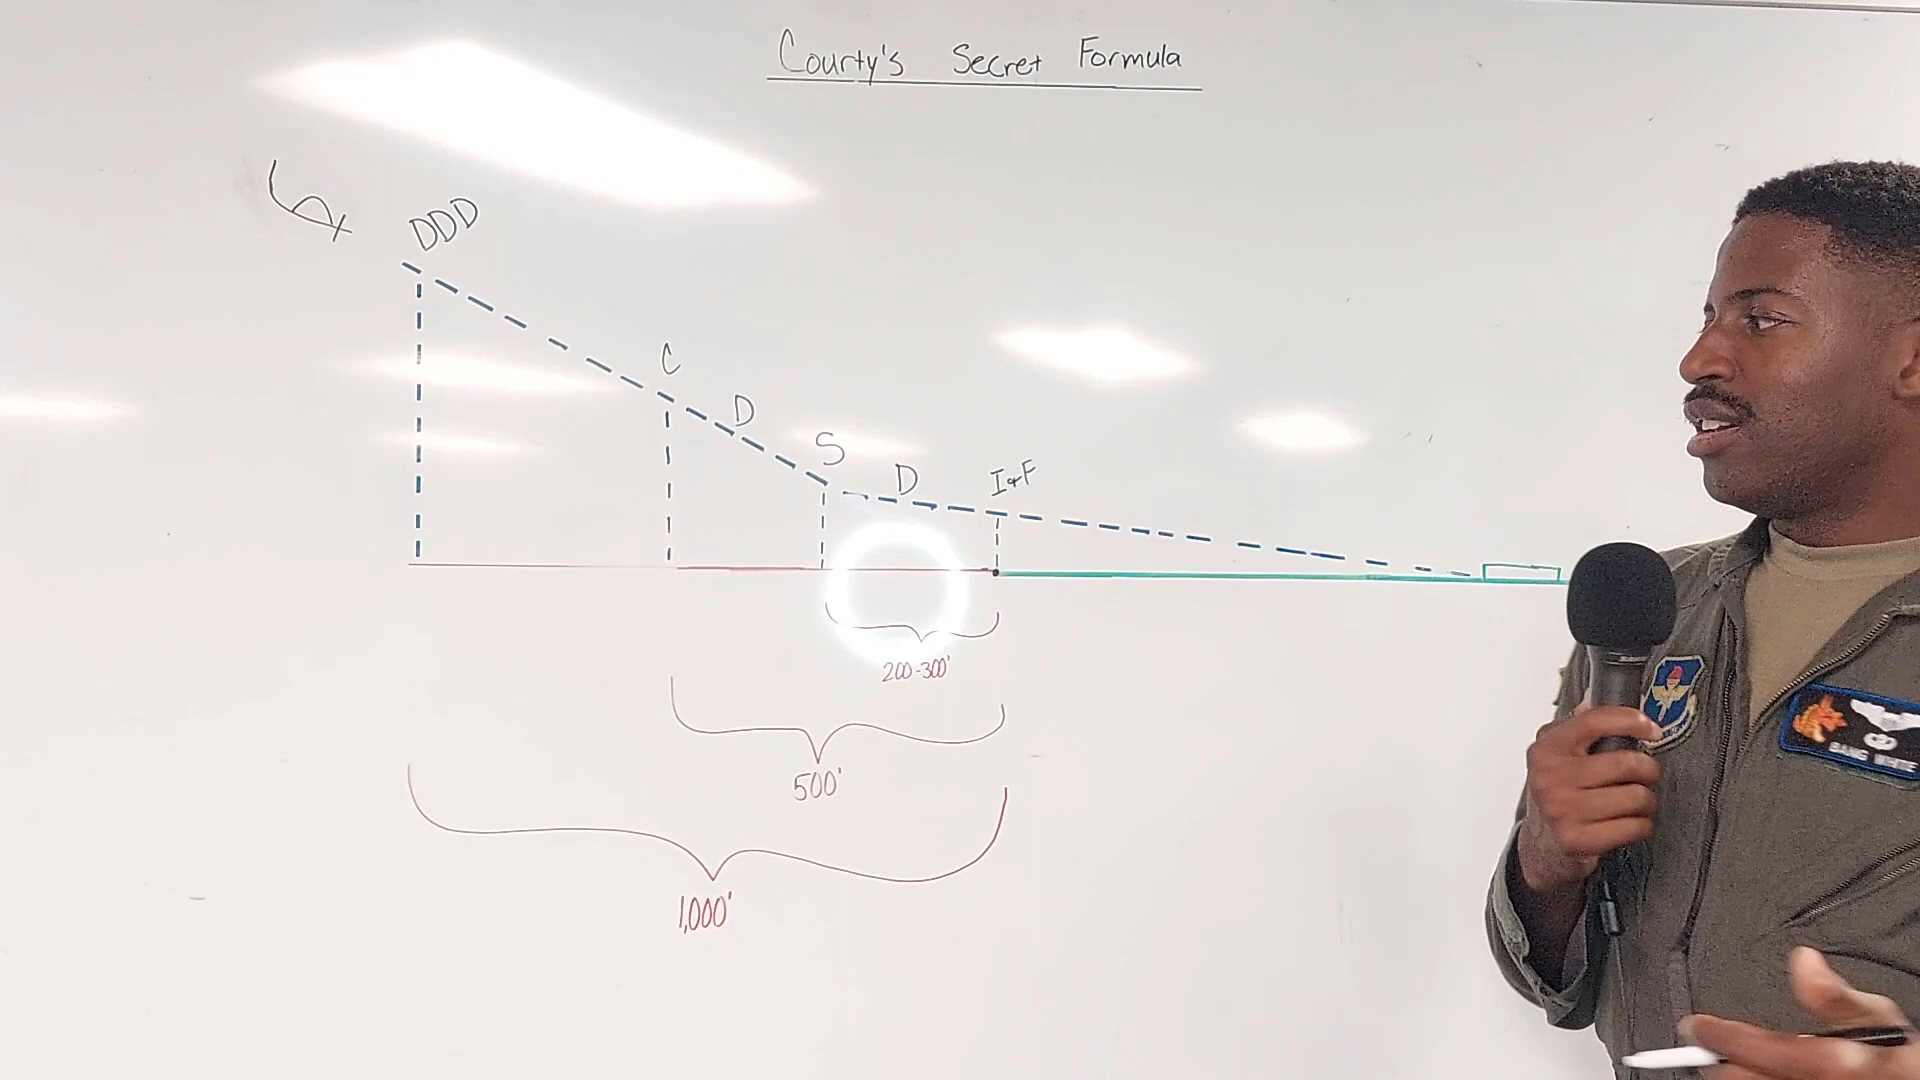 Courty's Secret Formula
DDD
C
D
S
D
I&F
200-300'
500'
1,000'